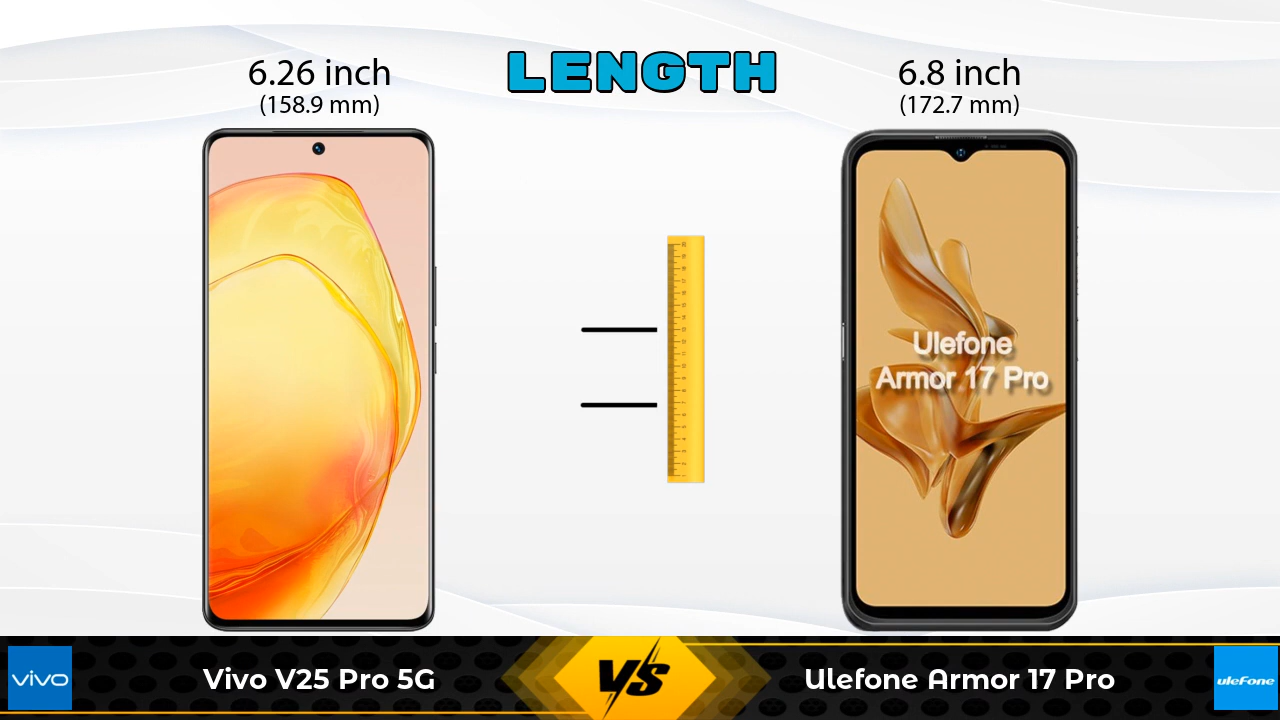 LENGTH
6.26 inch
(158.9 mm)
6.8 inch
(172.7 mm)
Ulefone
Armor 17 Pro
vivo
Vivo V25 Pro 5G
VS
Ulefone Armor 17 Pro
uleFone